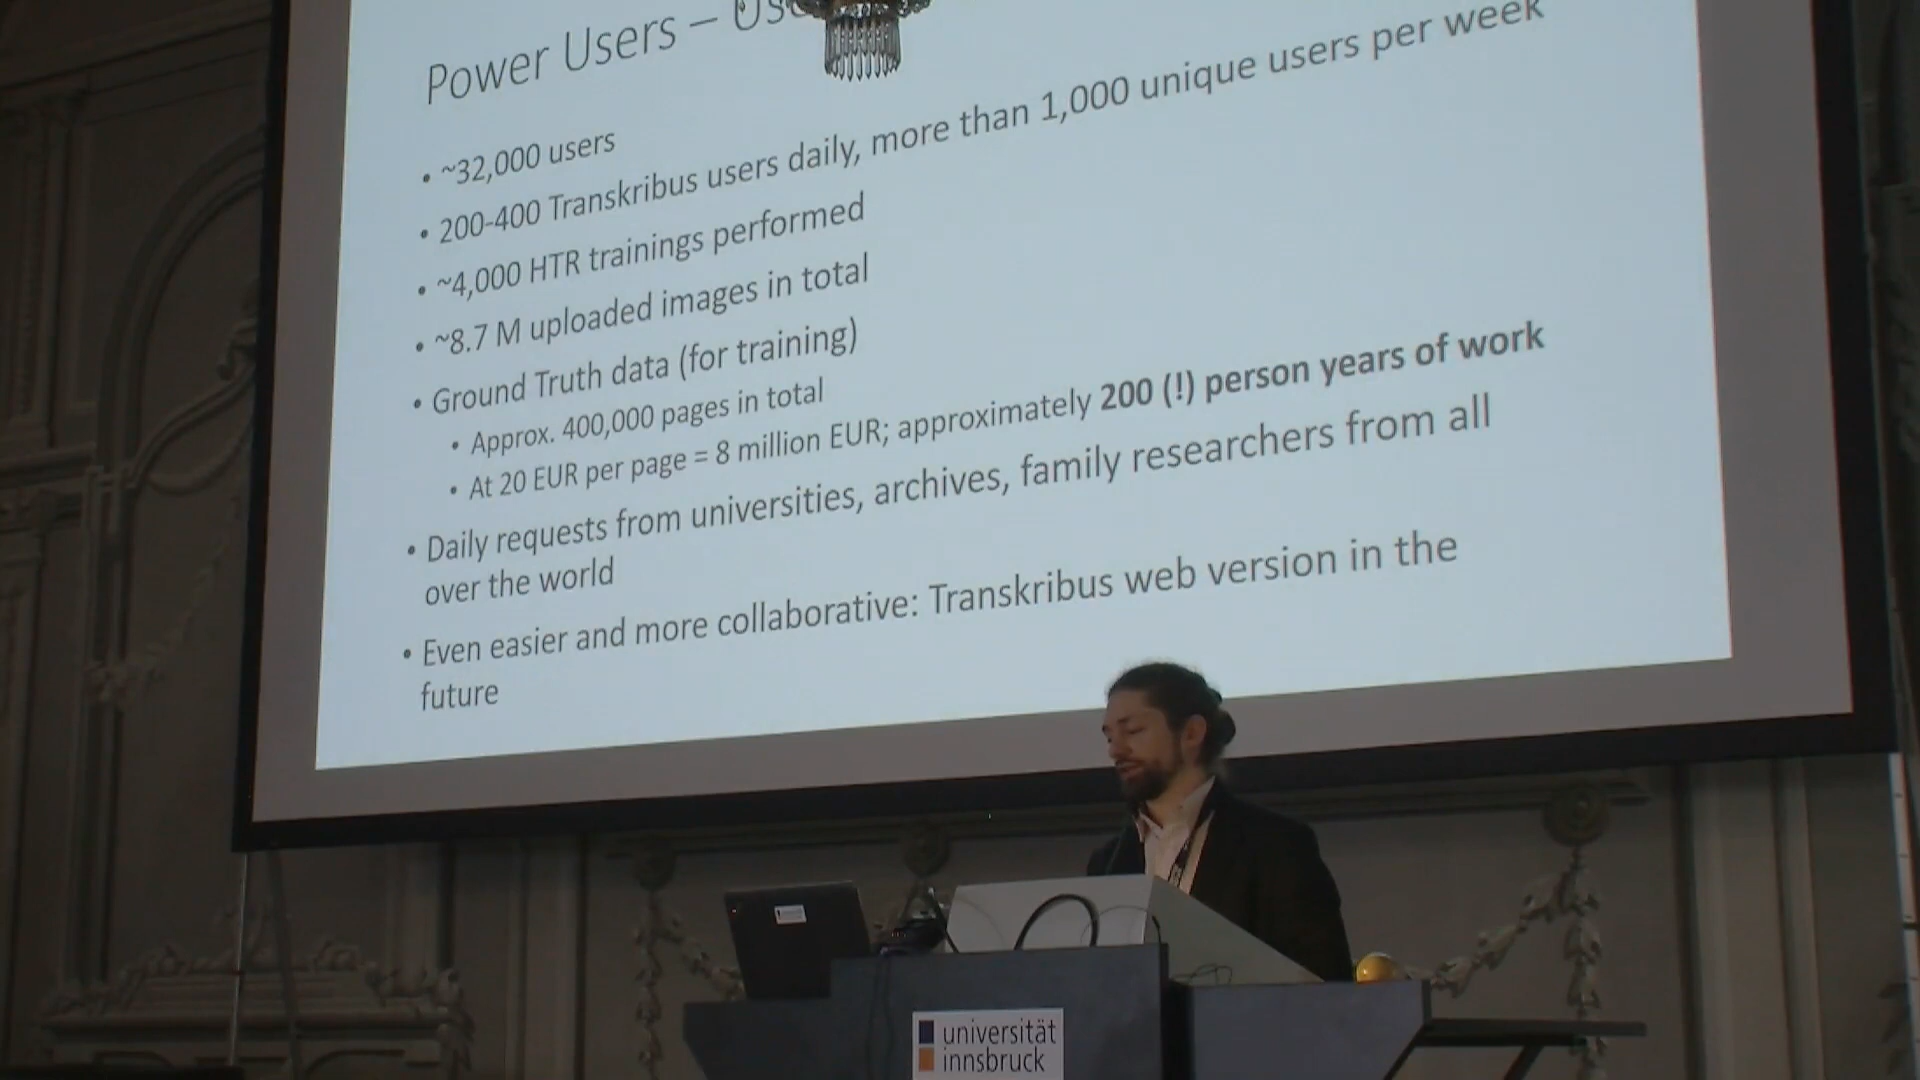 Power Users –
• ~32,000 users
• 200-400 Transkribus users daily, more than 1,000 unique users per week
• ~4,000 HTR trainings performed
• ~8.7 M uploaded images in total
• Ground Truth data (for training)
• Approx. 400,000 pages in total
• At 20 EUR per page = 8 million EUR; approximately 200 (!) person years of work
• Daily requests from universities, archives, family researchers from all
over the world
• Even easier and more collaborative: Transkribus web version in the
future
universität
innsbruck